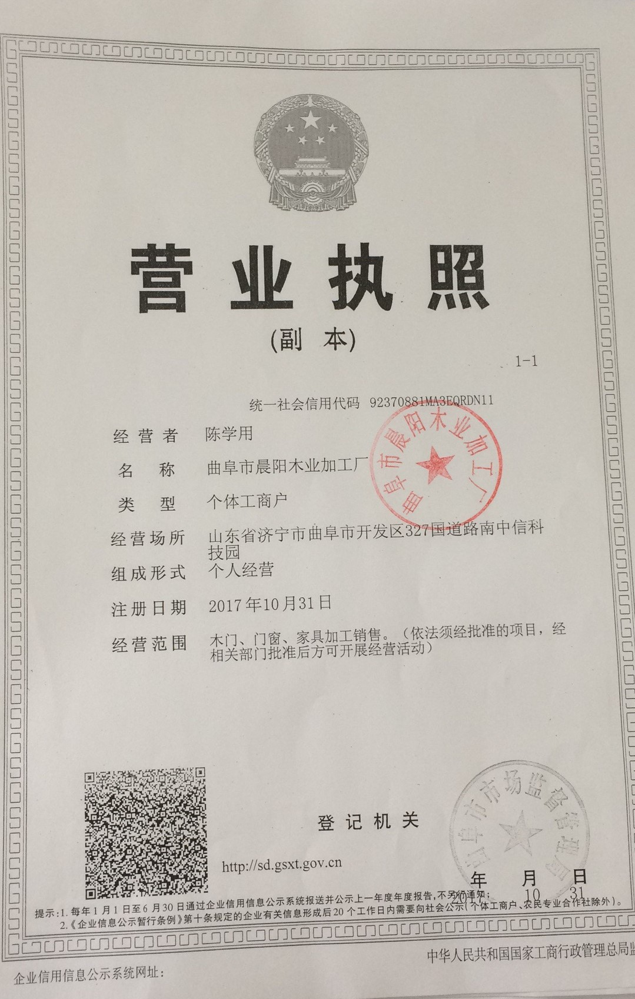 营业执照
(副 本)
1-1
统一社会信用代码 92370881MA3EQRDN11
经营者 陈学用
名称 曲阜市晨阳木业加工厂
类型 个体工商户
经营场所 山东省济宁市曲阜市开发区327国道路南中信科
技园
组成形式 个人经营
注册日期 2017年10月31日
经营范围 木门、门窗、家具加工销售。（依法须经批准的项目，经
相关部门批准后方可开展经营活动）
曲阜市晨阳木业加工厂
登记机关
曲阜市市场监督管理局
http://sd.gsxt.gov.cn
年 月 日
2017 10 31
提示:1. 每年1月1日至6月30日通过企业信用信息公示系统报送并公示上一年度年度报告,不另行通知;
2.《企业信息公示暂行条例》第十条规定的企业有关信息形成后20个工作日内需要向社会公示(个体工商户、农民专业合作社除外)。
中华人民共和国国家工商行政管理总局监
企业信用信息公示系统网址: